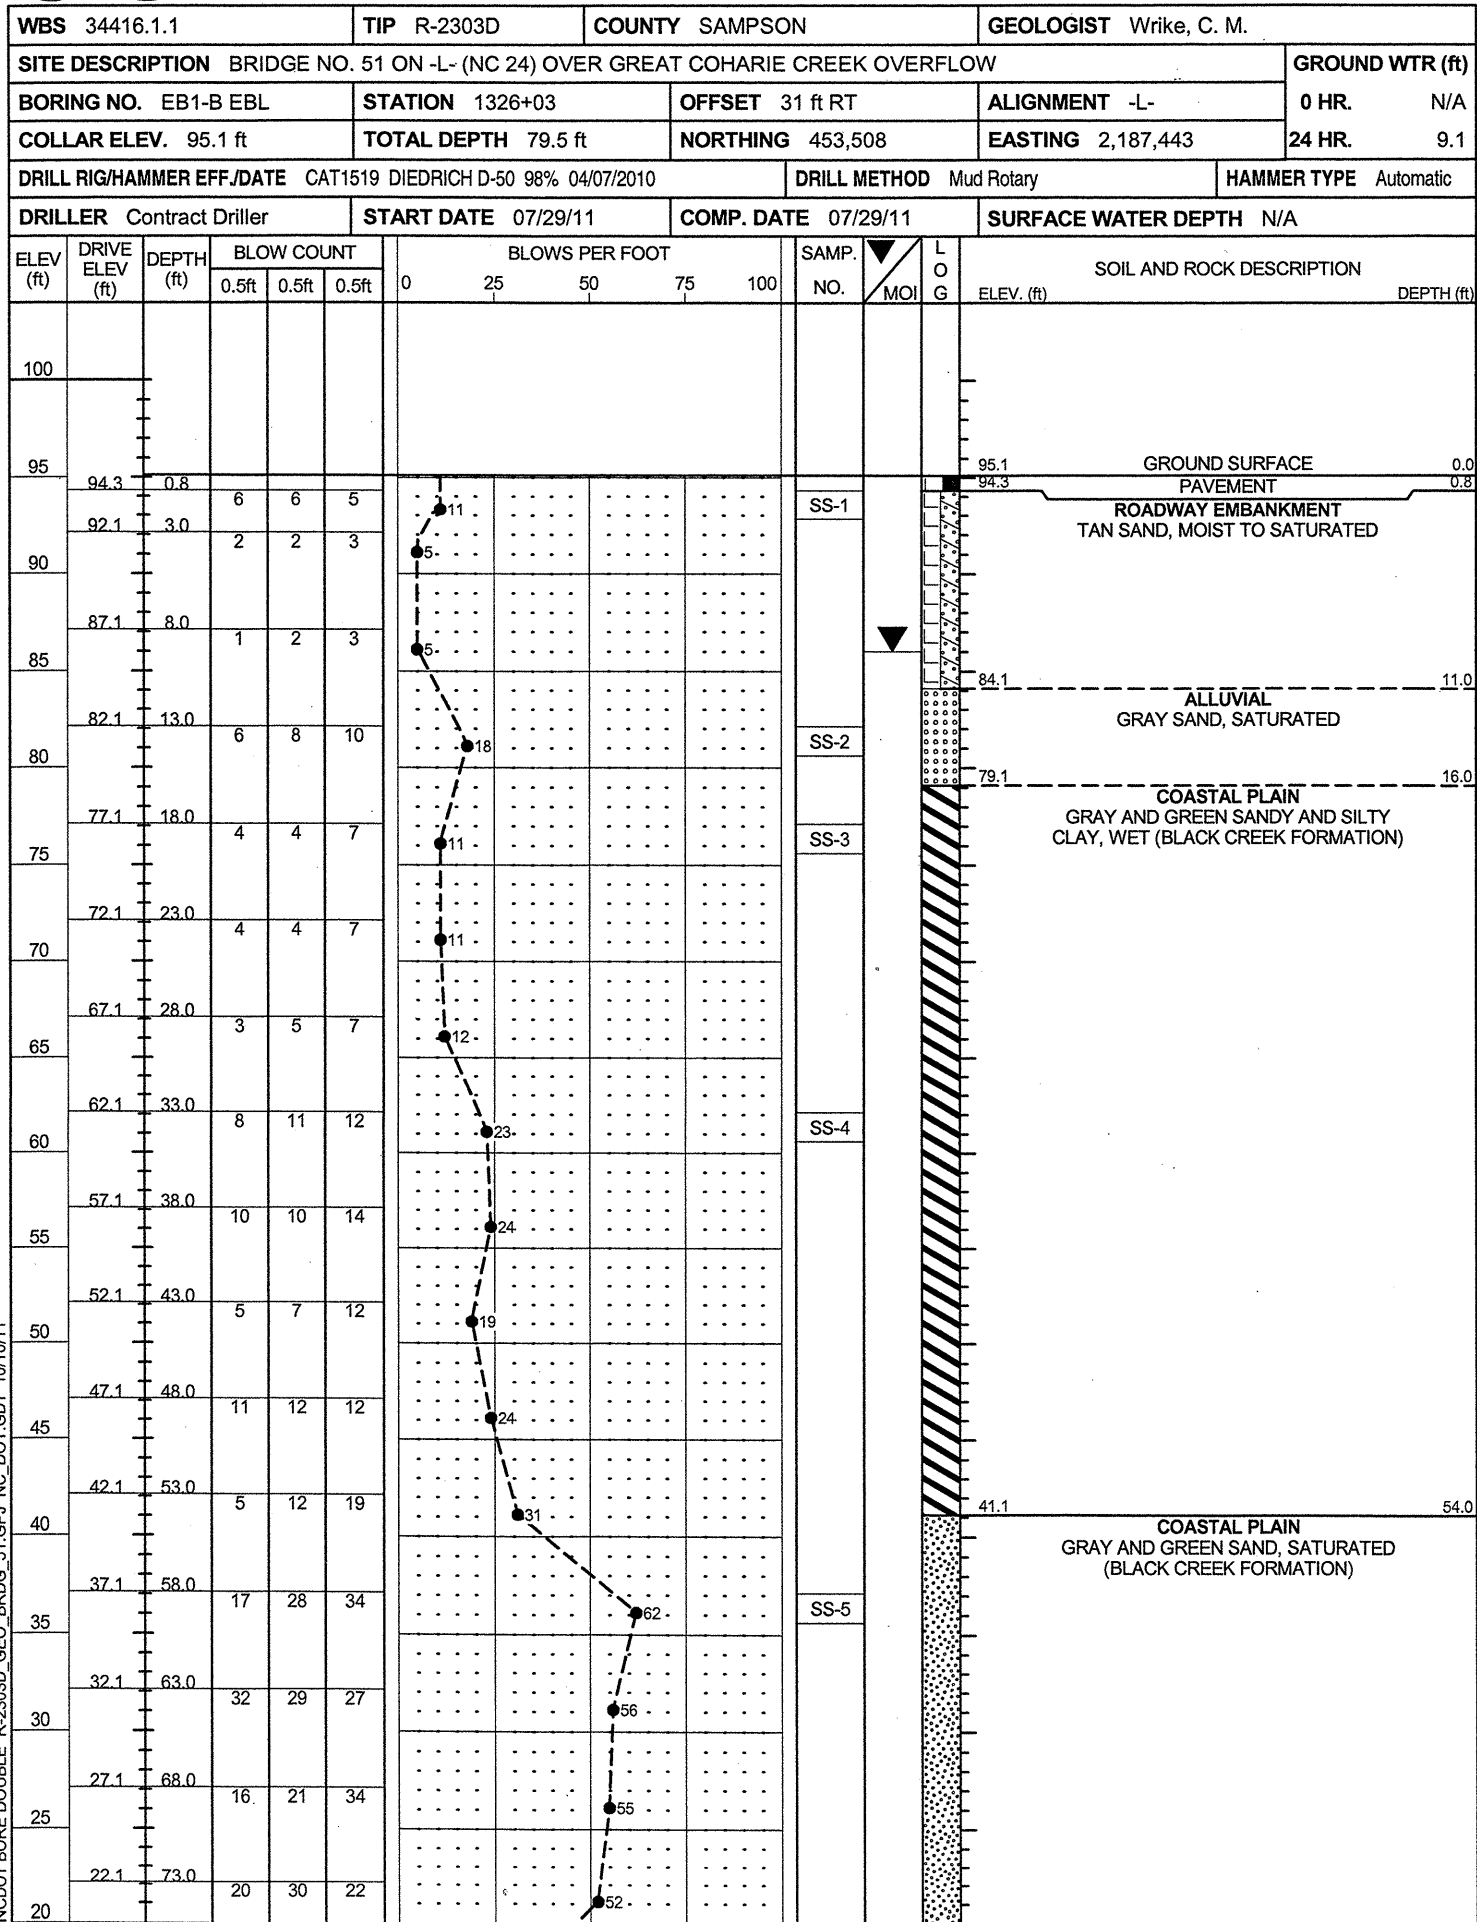 WBS 34416.1.1 TIP R-2303D COUNTY SAMPSON GEOLOGIST Wrike, C. M.
SITE DESCRIPTION BRIDGE NO. 51 ON -L- (NC 24) OVER GREAT COHARIE CREEK OVERFLOW GROUND WTR (ft)
BORING NO. EB1-B EBL STATION 1326+03 OFFSET 31 ft RT ALIGNMENT -L- 0 HR. N/A
COLLAR ELEV. 95.1 ft TOTAL DEPTH 79.5 ft NORTHING 453,508 EASTING 2,187,443 24 HR. 9.1
DRILL RIG/HAMMER EFF./DATE CAT1519 DIEDRICH D-50 98% 04/07/2010 DRILL METHOD Mud Rotary HAMMER TYPE Automatic
DRILLER Contract Driller START DATE 07/29/11 COMP. DATE 07/29/11 SURFACE WATER DEPTH N/A
ELEV (ft) DRIVE ELEV (ft) DEPTH (ft) BLOW COUNT BLOWS PER FOOT SAMP. NO. MOI LOG SOIL AND ROCK DESCRIPTION
0.5ft 0.5ft 0.5ft 0 25 50 75 100 ELEV. (ft) DEPTH (ft)
100
95 95.1 GROUND SURFACE 0.0
94.3 0.8 94.3 PAVEMENT 0.8
6 6 5 11 SS-1 ROADWAY EMBANKMENT
92.1 3.0 TAN SAND, MOIST TO SATURATED
2 2 3 5
90
87.1 8.0
1 2 3 5
85
84.1 11.0
ALLUVIAL
82.1 13.0 GRAY SAND, SATURATED
6 8 10 18 SS-2
80
79.1 16.0
COASTAL PLAIN
77.1 18.0 GRAY AND GREEN SANDY AND SILTY
4 4 7 11 SS-3 CLAY, WET (BLACK CREEK FORMATION)
75
72.1 23.0
4 4 7 11
70
67.1 28.0
3 5 7 12
65
62.1 33.0
8 11 12 23 SS-4
60
57.1 38.0
10 10 14 24
55
52.1 43.0
5 7 12 19
50
47.1 48.0
11 12 12 24
45
42.1 53.0
5 12 19 31 41.1 54.0
40 COASTAL PLAIN
GRAY AND GREEN SAND, SATURATED
(BLACK CREEK FORMATION)
37.1 58.0
17 28 34 62 SS-5
35
32.1 63.0
32 29 27 56
30
27.1 68.0
16 21 34 55
25
22.1 73.0
20 30 22 52
20